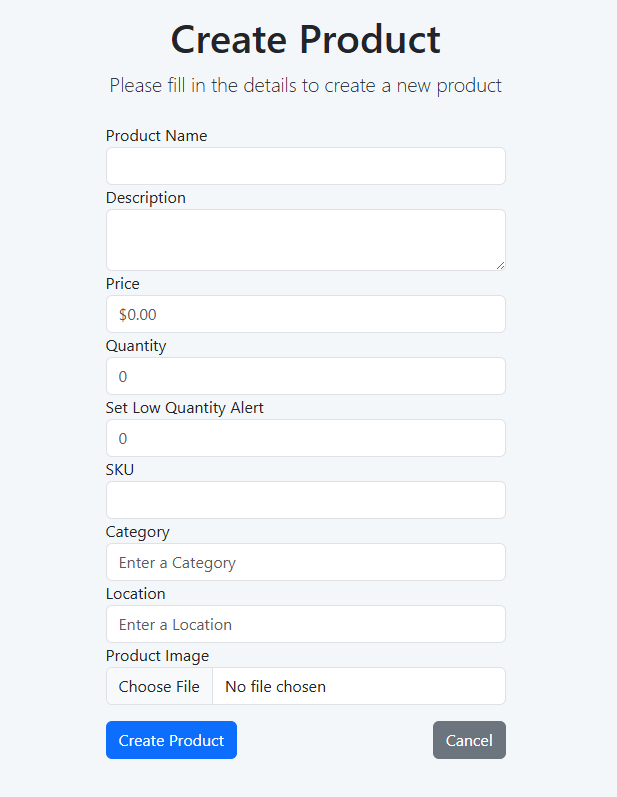 Create Product
Please fill in the details to create a new product
Product Name
Description
Price
$0.00
Quantity
0
Set Low Quantity Alert
0
SKU
Category
Enter a Category
Location
Enter a Location
Product Image
Choose File No file chosen
Create Product Cancel